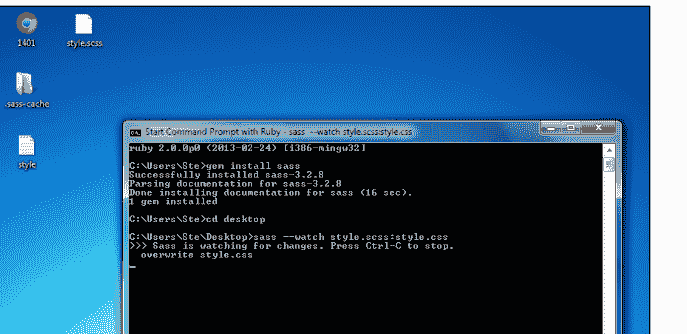 1401
style.scss
.sass-cache
style
Start Command Prompt with Ruby - sass --watch style.scss:style.css
ruby 2.0.0p0 (2013-02-24) [i386-mingw32]
C:\Users\Ste>gem install sass
Successfully installed sass-3.2.8
Parsing documentation for sass-3.2.8
Done installing documentation for sass (16 sec).
1 gem installed
C:\Users\Ste>cd desktop
C:\Users\Ste\Desktop>sass --watch style.scss:style.css
>>> Sass is watching for changes. Press Ctrl-C to stop.
overwrite style.css